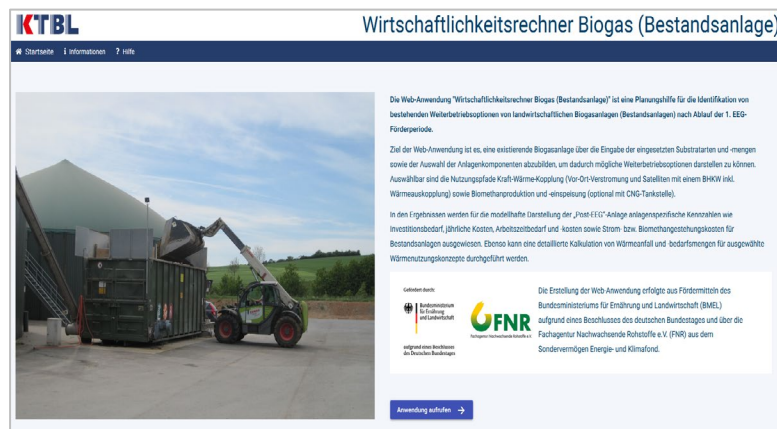 KTBL
Wirtschaftlichkeitsrechner Biogas (Bestandsanlage)
Startseite i Informationen ? Hilfe
Die Web-Anwendung "Wirtschaftlichkeitsrechner Biogas (Bestandsanlage)" ist eine Planungshilfe für die Identifikation von
bestehenden Weiterbetriebsoptionen von landwirtschaftlichen Biogasanlagen (Bestandsanlagen) nach Ablauf der 1. EEG-
Förderperiode.
Ziel der Web-Anwendung ist es, eine existierende Biogasanlage über die Eingabe der eingesetzten Substratarten und -mengen
sowie der Auswahl der Anlagenkomponenten abzubilden, um dadurch mögliche Weiterbetriebsoptionen darstellen zu können.
Auswählbar sind die Nutzungspfade Kraft-Wärme-Kopplung (Vor-Ort-Verstromung und Satelliten mit einem BHKW inkl.
Wärmeauskopplung) sowie Biomethanproduktion und -einspeisung (optional mit CNG-Tankstelle).
In den Ergebnissen werden für die modellhafte Darstellung der „Post-EEG"-Anlage anlagenspezifische Kennzahlen wie
Investitionsbedarf, jährliche Kosten, Arbeitszeitbedarf und -kosten sowie Strom- bzw. Biomethangestehungskosten für
Bestandsanlagen ausgewiesen. Ebenso kann eine detaillierte Kalkulation von Wärmeanfall und -bedarfsmengen für ausgewählte
Wärmenutzungskonzepte durchgeführt werden.
Gefördert durch:
Bundesministerium
für Ernährung
und Landwirtschaft
aufgrund eines Beschlusses
des Deutschen Bundestages
FNR
Fachagentur Nachwachsende Rohstoffe e.V.
Die Erstellung der Web-Anwendung erfolgte aus Fördermitteln des
Bundesministeriums für Ernährung und Landwirtschaft (BMEL)
aufgrund eines Beschlusses des deutschen Bundestages und über die
Fachagentur Nachwachsende Rohstoffe e.V. (FNR) aus dem
Sondervermögen Energie- und Klimafond.
Anwendung aufrufen →